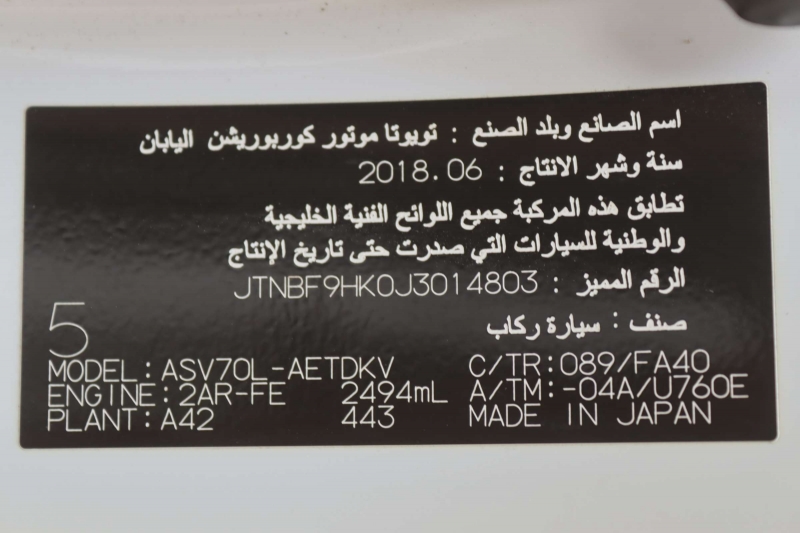 اسم الصانع وبلد الصنع : تويوتا موتور كوربوريشن اليابان
سنة وشهر الانتاج : 2018.06
تطابق هذه المركبة جميع اللوائح الفنية الخليجية
والوطنية للسيارات التي صدرت حتى تاريخ الإنتاج
الرقم المميز : JTNBF9HK0J3014803
صنف : سيارة ركاب
5
MODEL:ASV70L-AETDKV C/TR:089/FA40
ENGINE:2AR-FE 2494mL A/TM:-04A/U760E
PLANT:A42 443 MADE IN JAPAN